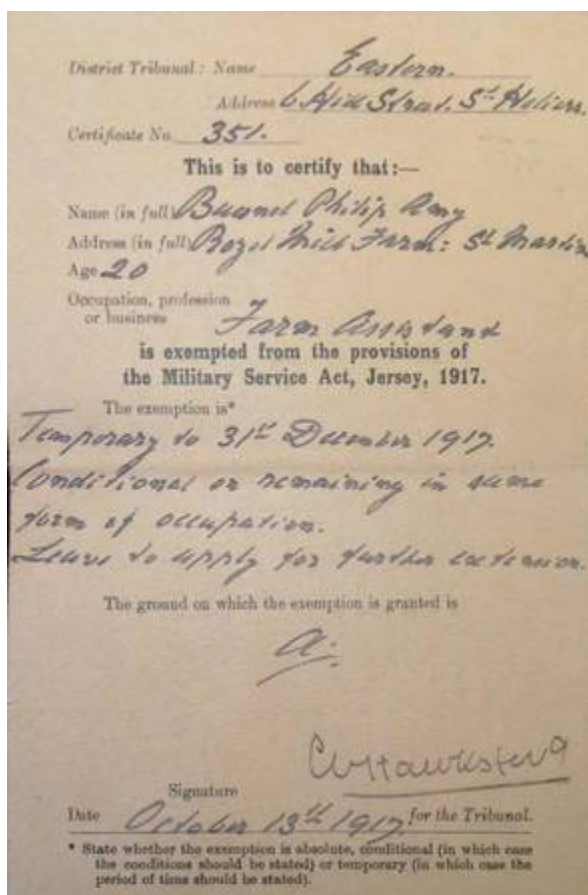 District Tribunal: Name Eastern.
Address 6 Hill Street. St Heliers.
Certificate No 351.
This is to certify that:—
Name (in full) Philip Amy
Address (in full) Rozel Mill Farm: St Martin
Age 20
Occupation, profession
or business Farm Assistant
is exempted from the provisions of
the Military Service Act, Jersey, 1917.
The exemption is*
Temporary to 31st December 1917.
Conditional on remaining in same
form of occupation.
Leave to apply for further extension.
The ground on which the exemption is granted is
a.
Signature
Date October 13th 1917 for the Tribunal.
* State whether the exemption is absolute, conditional (in which case
the conditions should be stated) or temporary (in which case the
period of time should be stated).